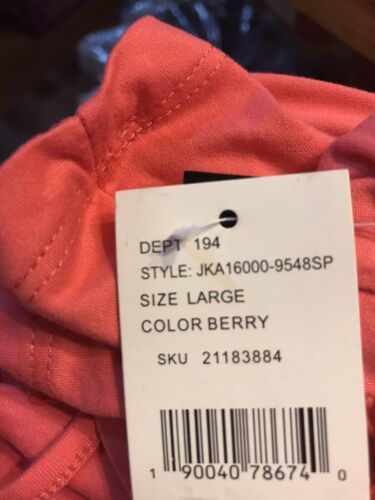 DEPT 194
STYLE: JKA16000-9548SP
SIZE LARGE
COLOR BERRY
SKU 21183884
1 90040 78674 0